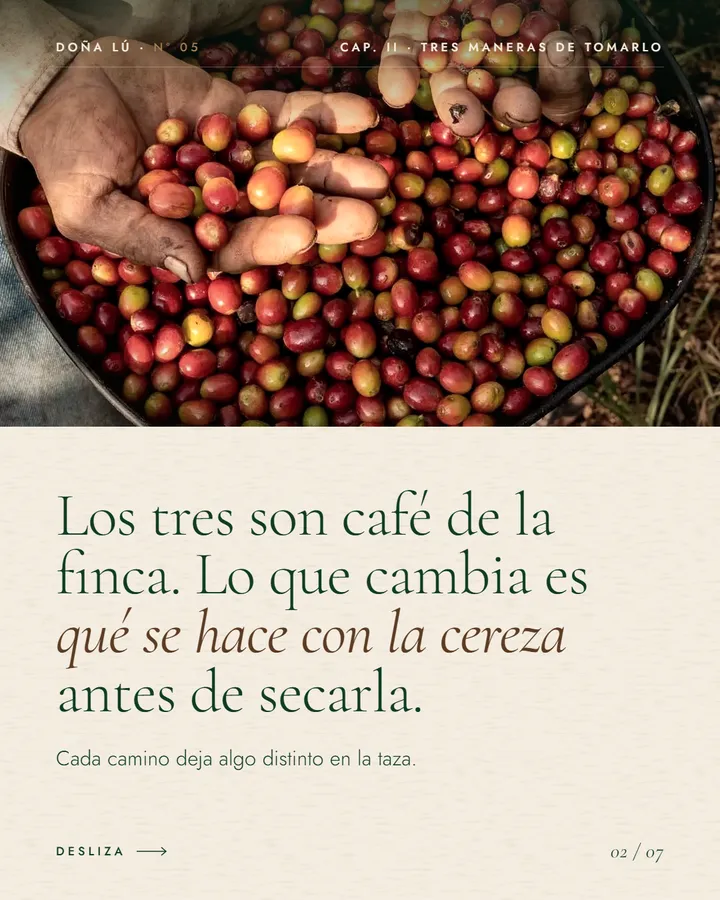 DOÑA LÚ · N° 05
CAP. II · TRES MANERAS DE TOMARLO
Los tres son café de la
finca. Lo que cambia es
qué se hace con la cereza
antes de secarla.
Cada camino deja algo distinto en la taza.
DESLIZA →
02 / 07